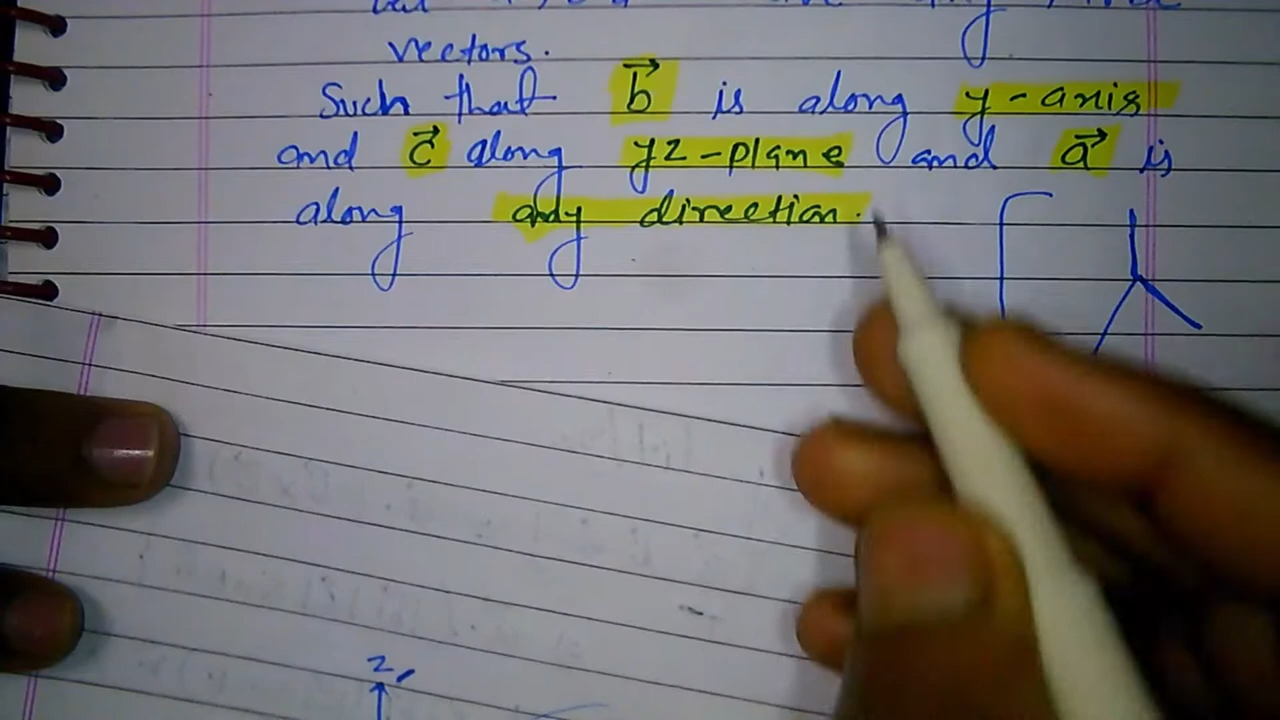 vectors.
Such that b⃗ is along y-axis
and c⃗ along yz-plane and a⃗ is
along any direction.
z